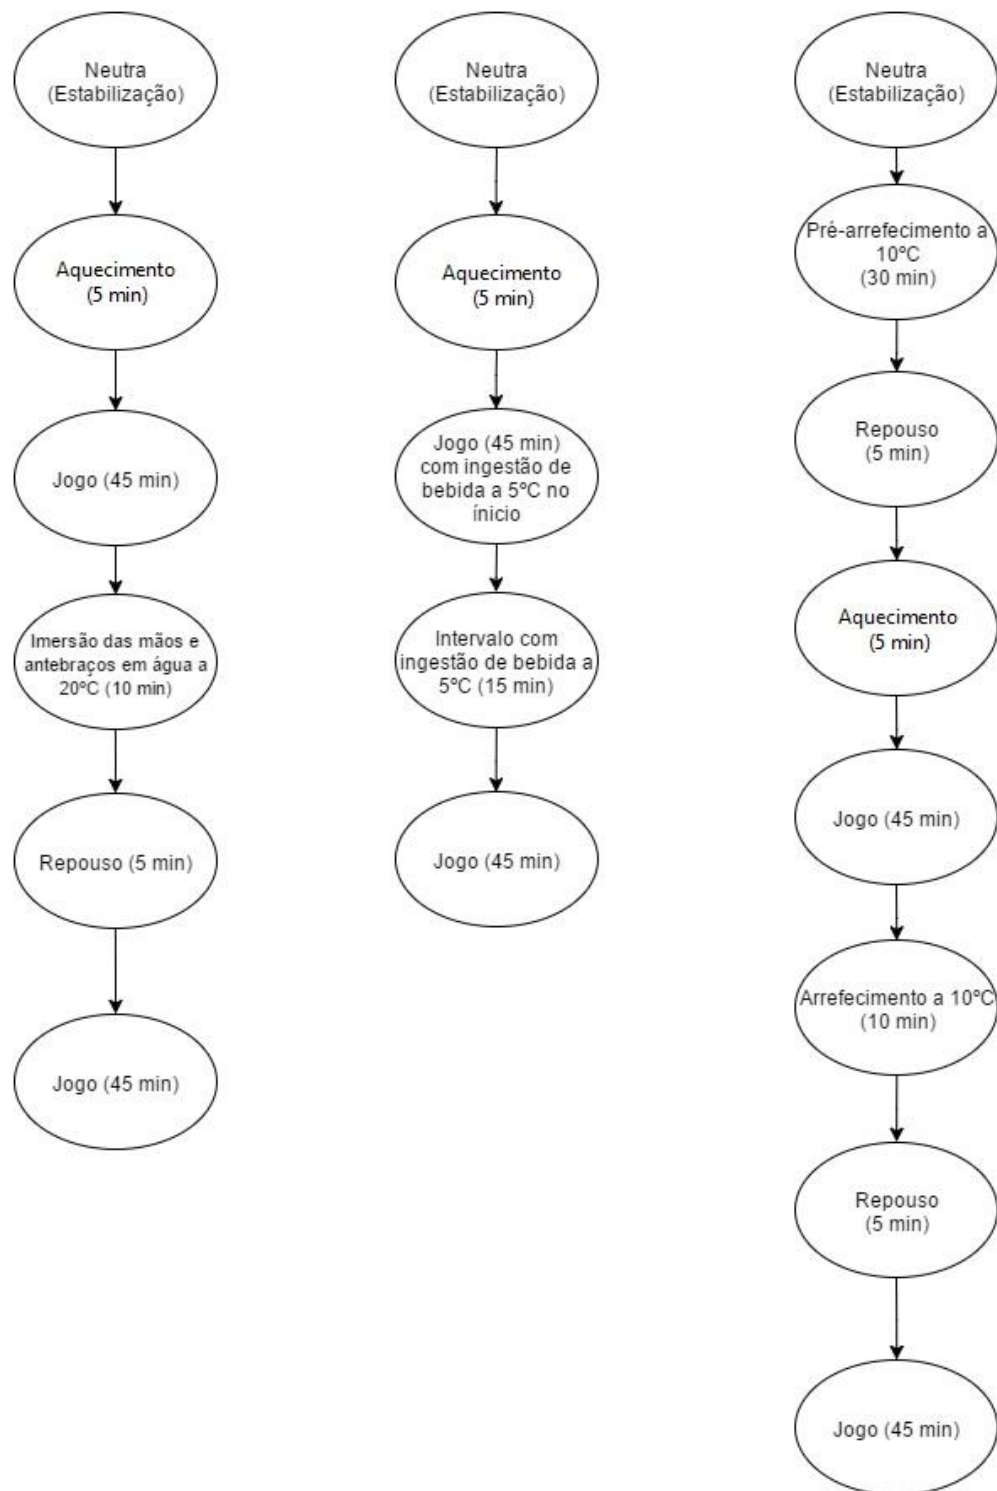 Neutra
(Estabilização)
Aquecimento
(5 min)
Jogo (45 min)
Imersão das mãos e
antebraços em água a
20ºC (10 min)
Repouso (5 min)
Jogo (45 min)
Neutra
(Estabilização)
Aquecimento
(5 min)
Jogo (45 min)
com ingestão de
bebida a 5ºC no
ínicio
Intervalo com
ingestão de bebida a
5ºC (15 min)
Jogo (45 min)
Neutra
(Estabilização)
Pré-arrefecimento a
10ºC
(30 min)
Repouso
(5 min)
Aquecimento
(5 min)
Jogo (45 min)
Arrefecimento a 10ºC
(10 min)
Repouso
(5 min)
Jogo (45 min)